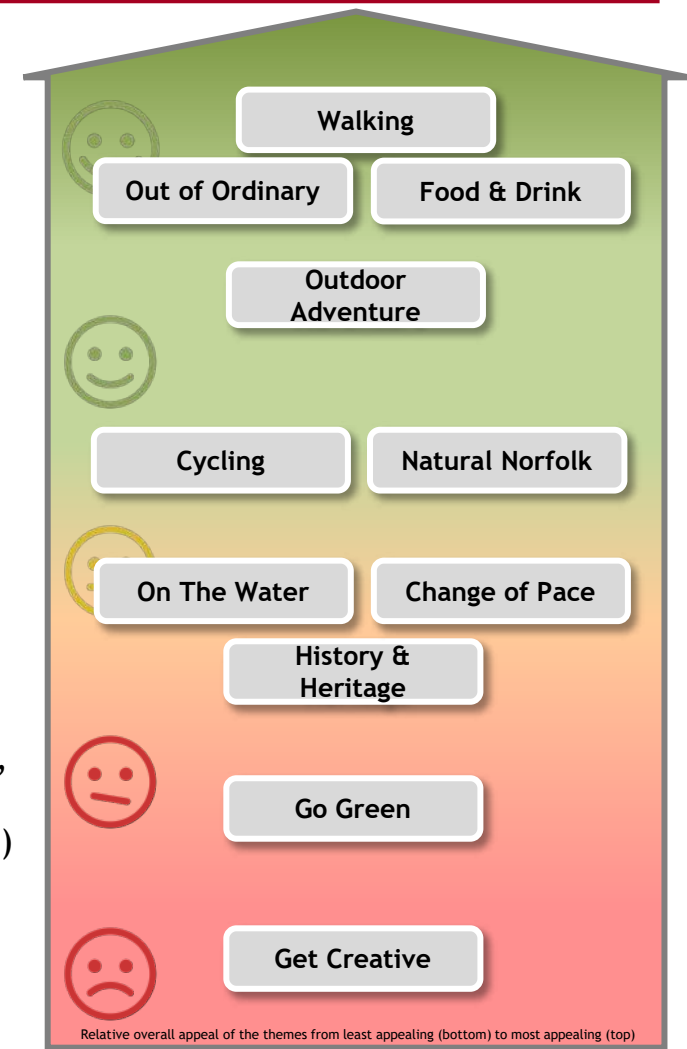 Walking
Out of Ordinary
Food & Drink
Outdoor
Adventure
Cycling
Natural Norfolk
On The Water
Change of Pace
History &
Heritage
,
)
Go Green
Get Creative
Relative overall appeal of the themes from least appealing (bottom) to most appealing (top)